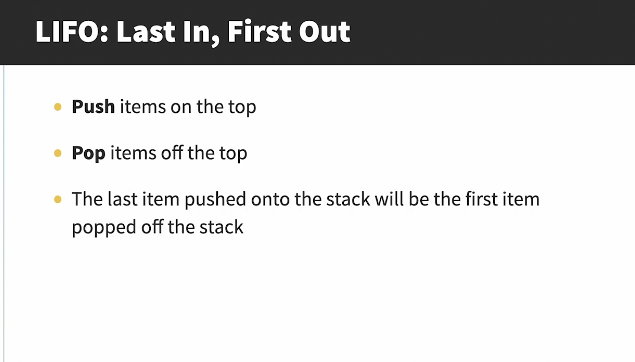 LIFO: Last In, First Out
Push items on the top
Pop items off the top
The last item pushed onto the stack will be the first item
popped off the stack